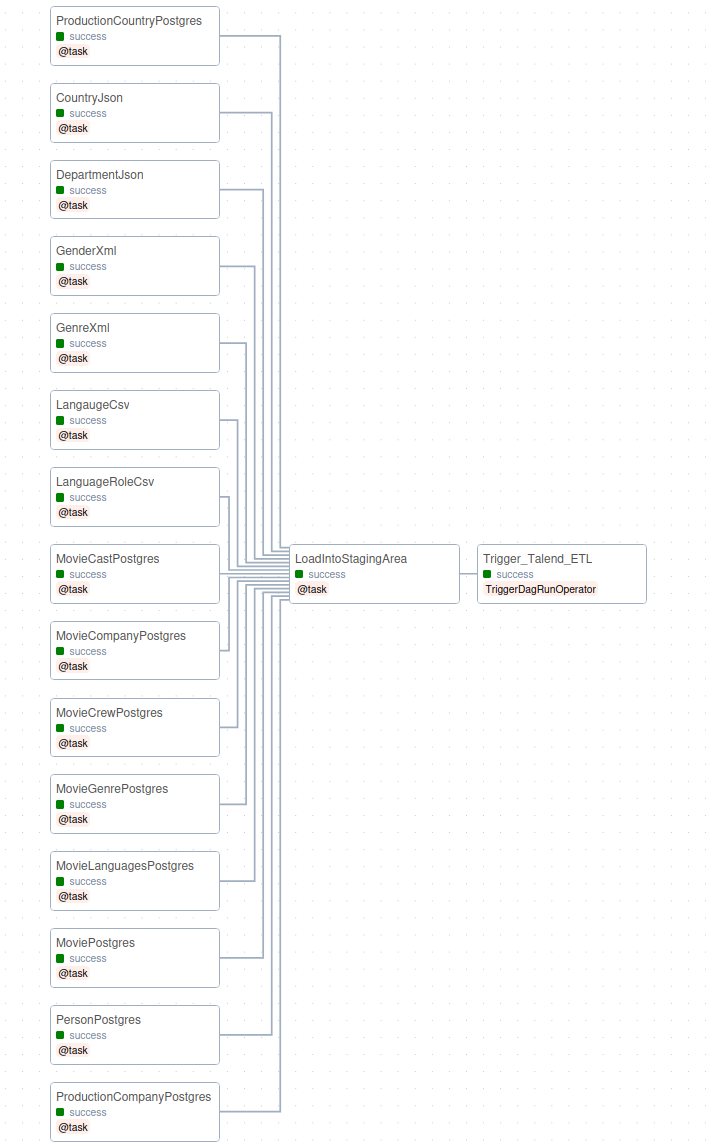 ProductionCountryPostgres
success
@task
CountryJson
success
@task
DepartmentJson
success
@task
GenderXml
success
@task
GenreXml
success
@task
LangaugeCsv
success
@task
LanguageRoleCsv
success
@task
MovieCastPostgres
success
@task
MovieCompanyPostgres
success
@task
MovieCrewPostgres
success
@task
MovieGenrePostgres
success
@task
MovieLanguagesPostgres
success
@task
MoviePostgres
success
@task
PersonPostgres
success
@task
ProductionCompanyPostgres
success
@task
LoadIntoStagingArea
success
@task
Trigger_Talend_ETL
success
TriggerDagRunOperator